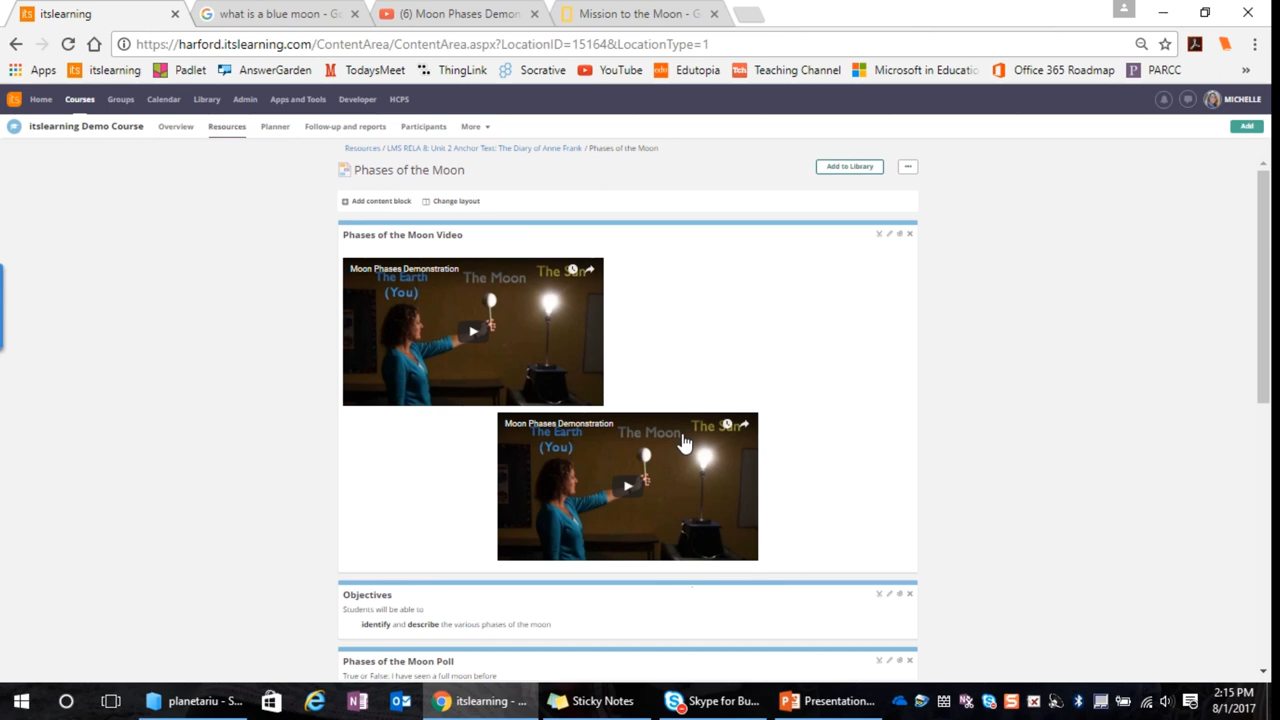 itslearning
what is a blue moon - Go
(6) Moon Phases Demon
Mission to the Moon - G
https://harford.itslearning.com/ContentArea/ContentArea.aspx?LocationID=15164&LocationType=1
Apps itslearning Padlet AnswerGarden TodaysMeet ThingLink Socrative YouTube Edutopia Teaching Channel Microsoft in Educatio Office 365 Roadmap PARCC »
its Home Courses Groups Calendar Library Admin Apps and Tools Developer HCPS MICHELLE
itslearning Demo Course Overview Resources Planner Follow-up and reports Participants More Add
Resources / LMS RELA 8: Unit 2 Anchor Text: The Diary of Anne Frank / Phases of the Moon
Phases of the Moon Add to Library
Add content block Change layout
Phases of the Moon Video
Moon Phases Demonstration
The Earth The Moon The Sun
(You)
Moon Phases Demonstration
The Earth The Moon The Sun
(You)
Objectives
Students will be able to
identify and describe the various phases of the moon
Phases of the Moon Poll
True or False: I have seen a full moon before
planetariu - S... itslearning - ... Sticky Notes Skype for Bu... Presentation... 2:15 PM
8/1/2017